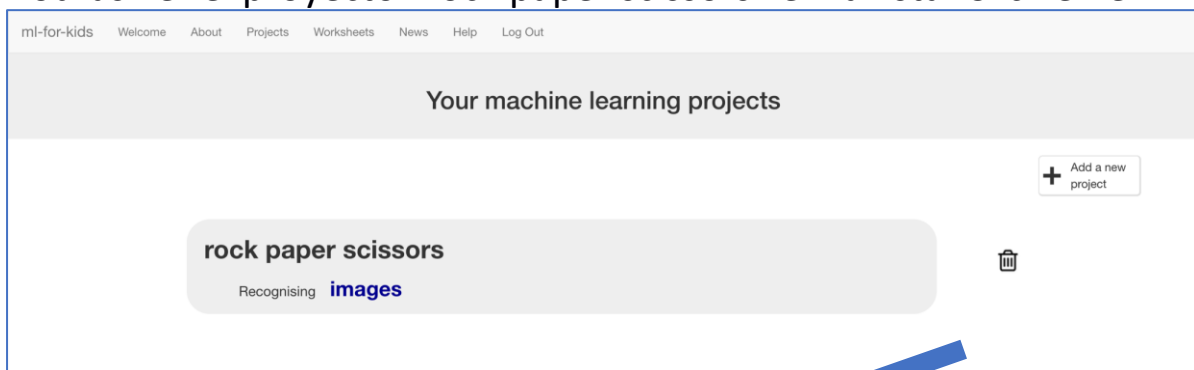 ml-for-kids Welcome About Projects Worksheets News Help Log Out
Your machine learning projects
Add a new
project
rock paper scissors
Recognising images